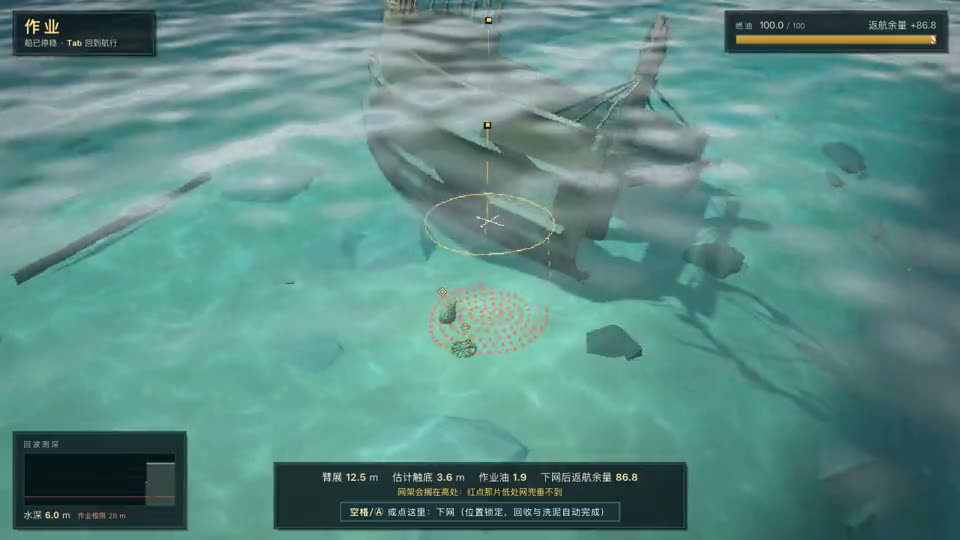 作业
船已停稳 · Tab 回到航行
燃油 100.0 / 100 返航余量 +86.8
回波测深
水深 6.0 m 作业极限 28 m
臂展 12.5 m 估计触底 3.6 m 作业油 1.9 下网后返航余量 86.8
网架会搁在高处：红点那片低处网兜垂不到
空格/Ⓐ 或点这里：下网（位置锁定，回收与洗泥自动完成）